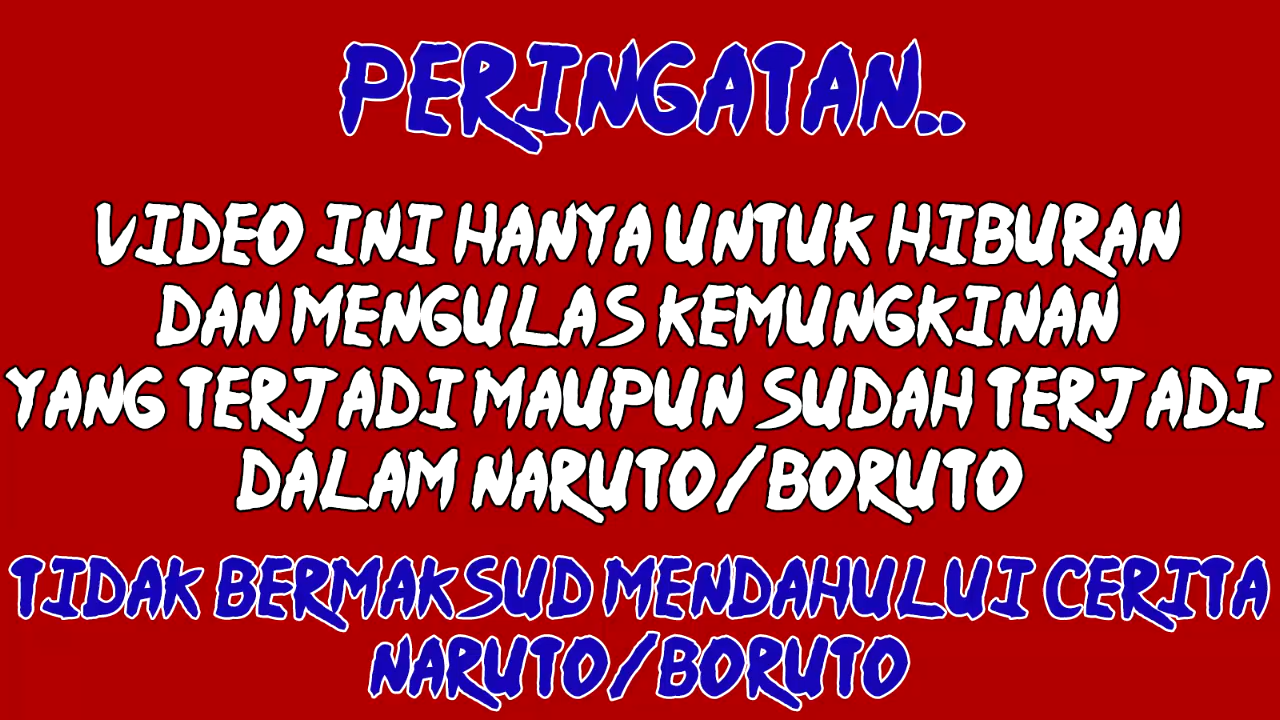 PERINGATAN..
VIDEO INI HANYA UNTUK HIBURAN
DAN MENGULAS KEMUNGKINAN
YANG TERJADI MAUPUN SUDAH TERJADI
DALAM NARUTO/BORUTO
TIDAK BERMAKSUD MENDAHULUI CERITA
NARUTO/BORUTO